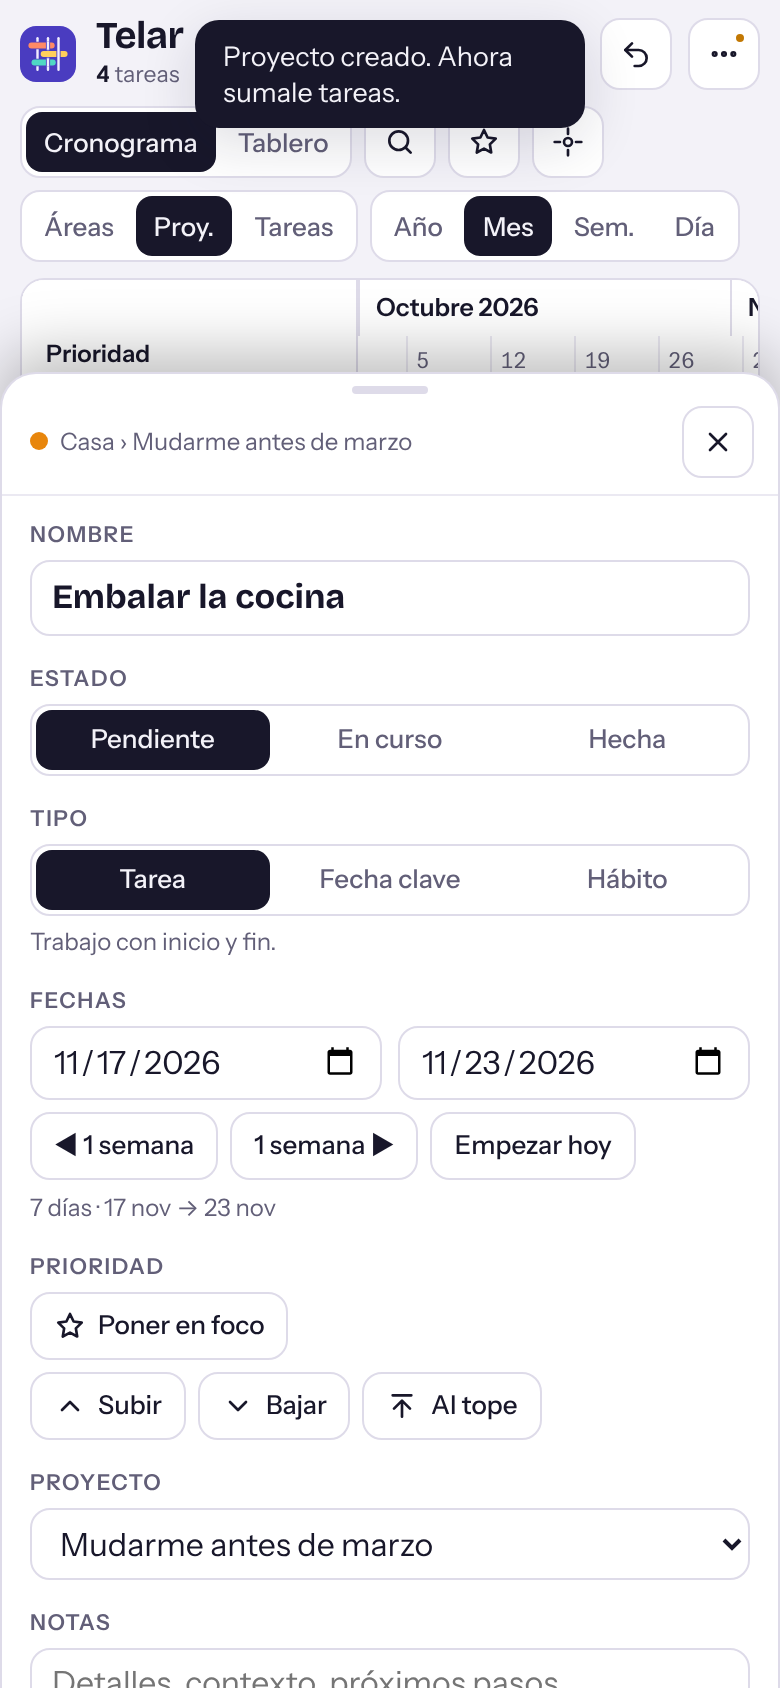 Telar
4 tareas
Proyecto creado. Ahora
sumale tareas.
Cronograma
Tablero
Áreas
Proy.
Tareas
Año
Mes
Sem.
Día
Octubre 2026
Prioridad
5
12
19
26
Casa › Mudarme antes de marzo
NOMBRE
Embalar la cocina
ESTADO
Pendiente
En curso
Hecha
TIPO
Tarea
Fecha clave
Hábito
Trabajo con inicio y fin.
FECHAS
11/17/2026
11/23/2026
◀ 1 semana
1 semana ▶
Empezar hoy
7 días · 17 nov → 23 nov
PRIORIDAD
Poner en foco
Subir
Bajar
Al tope
PROYECTO
Mudarme antes de marzo
NOTAS
Detalles, contexto, próximos pasos